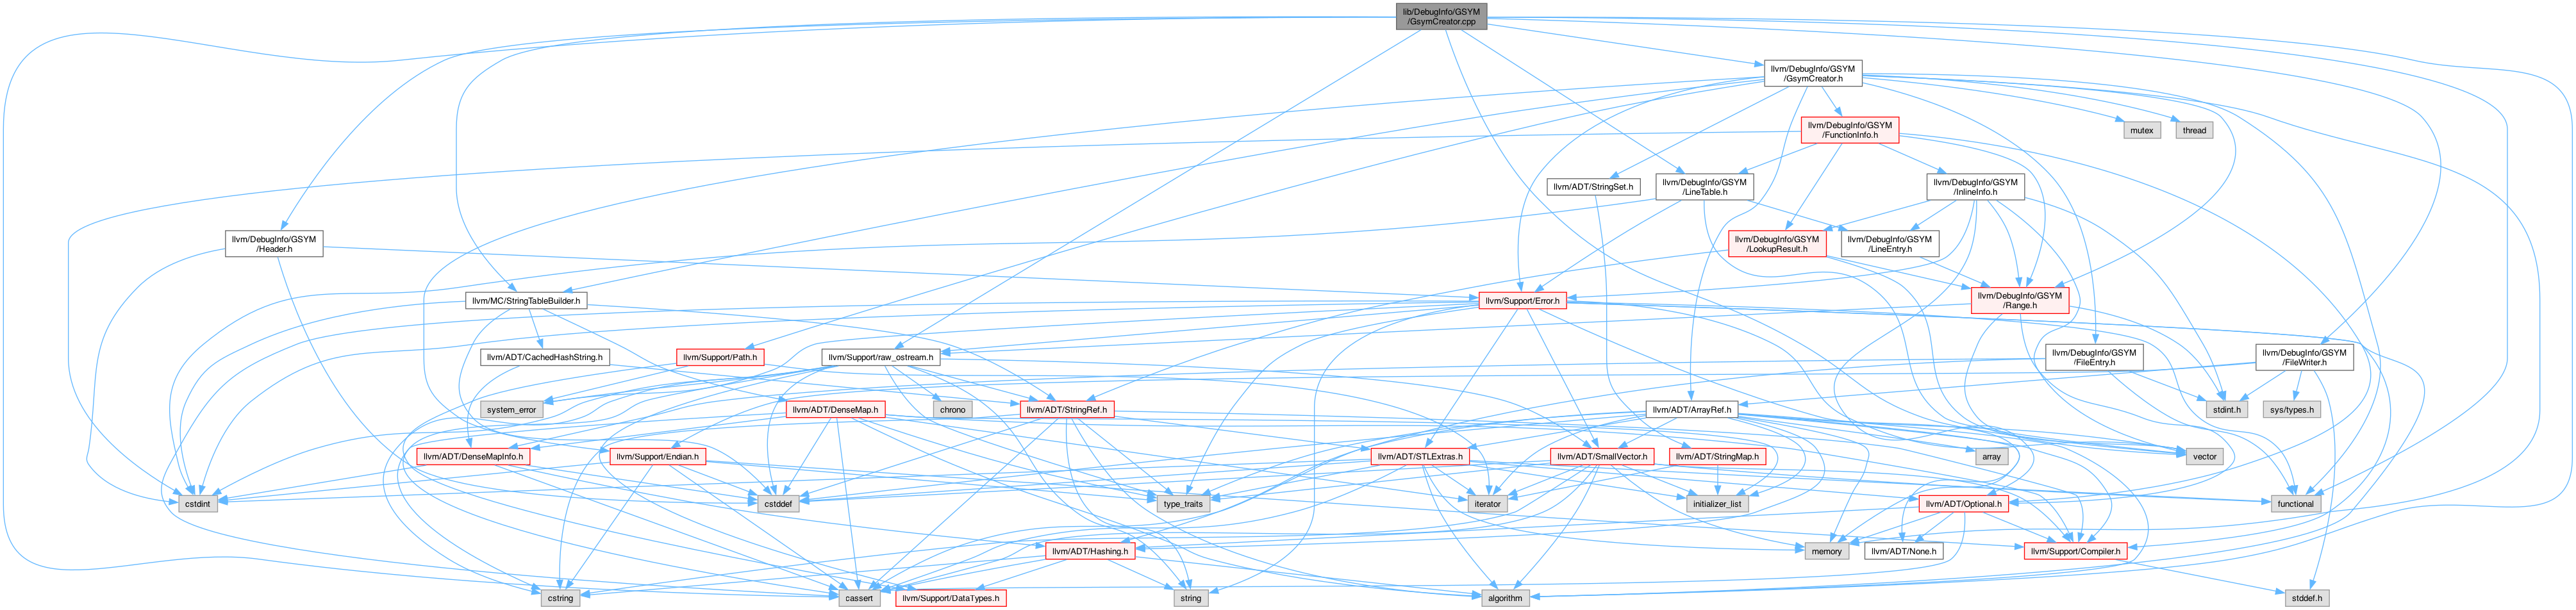 lib/DebugInfo/GSYM
/GsymCreator.cpp
llvm/DebugInfo/GSYM
/GsymCreator.h
llvm/DebugInfo/GSYM
/FunctionInfo.h
mutex
thread
llvm/ADT/StringSet.h
llvm/DebugInfo/GSYM
/LineTable.h
llvm/DebugInfo/GSYM
/InlineInfo.h
llvm/DebugInfo/GSYM
/Header.h
llvm/DebugInfo/GSYM
/LookupResult.h
llvm/DebugInfo/GSYM
/LineEntry.h
llvm/MC/StringTableBuilder.h
llvm/Support/Error.h
llvm/DebugInfo/GSYM
/Range.h
llvm/ADT/CachedHashString.h
llvm/Support/Path.h
llvm/Support/raw_ostream.h
llvm/DebugInfo/GSYM
/FileEntry.h
llvm/DebugInfo/GSYM
/FileWriter.h
system_error
llvm/ADT/DenseMap.h
chrono
llvm/ADT/StringRef.h
llvm/ADT/ArrayRef.h
stdint.h
sys/types.h
llvm/ADT/DenseMapInfo.h
llvm/Support/Endian.h
llvm/ADT/STLExtras.h
llvm/ADT/SmallVector.h
llvm/ADT/StringMap.h
array
vector
cstdint
cstddef
type_traits
iterator
initializer_list
llvm/ADT/Optional.h
functional
llvm/ADT/Hashing.h
memory
llvm/ADT/None.h
llvm/Support/Compiler.h
cstring
cassert
llvm/Support/DataTypes.h
string
algorithm
stddef.h